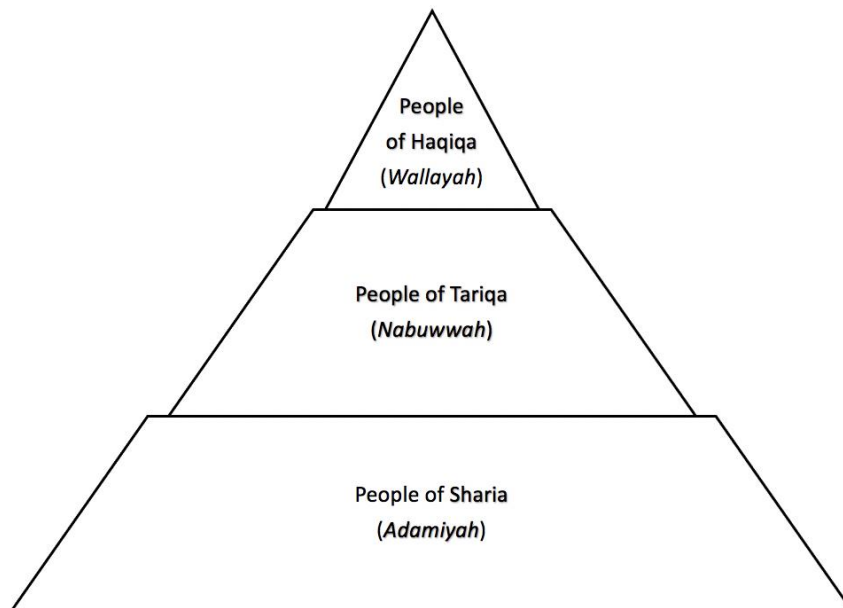 People
of Haqiqa
(Wallayah)
People of Tariqa
(Nabuwwah)
People of Sharia
(Adamiyah)